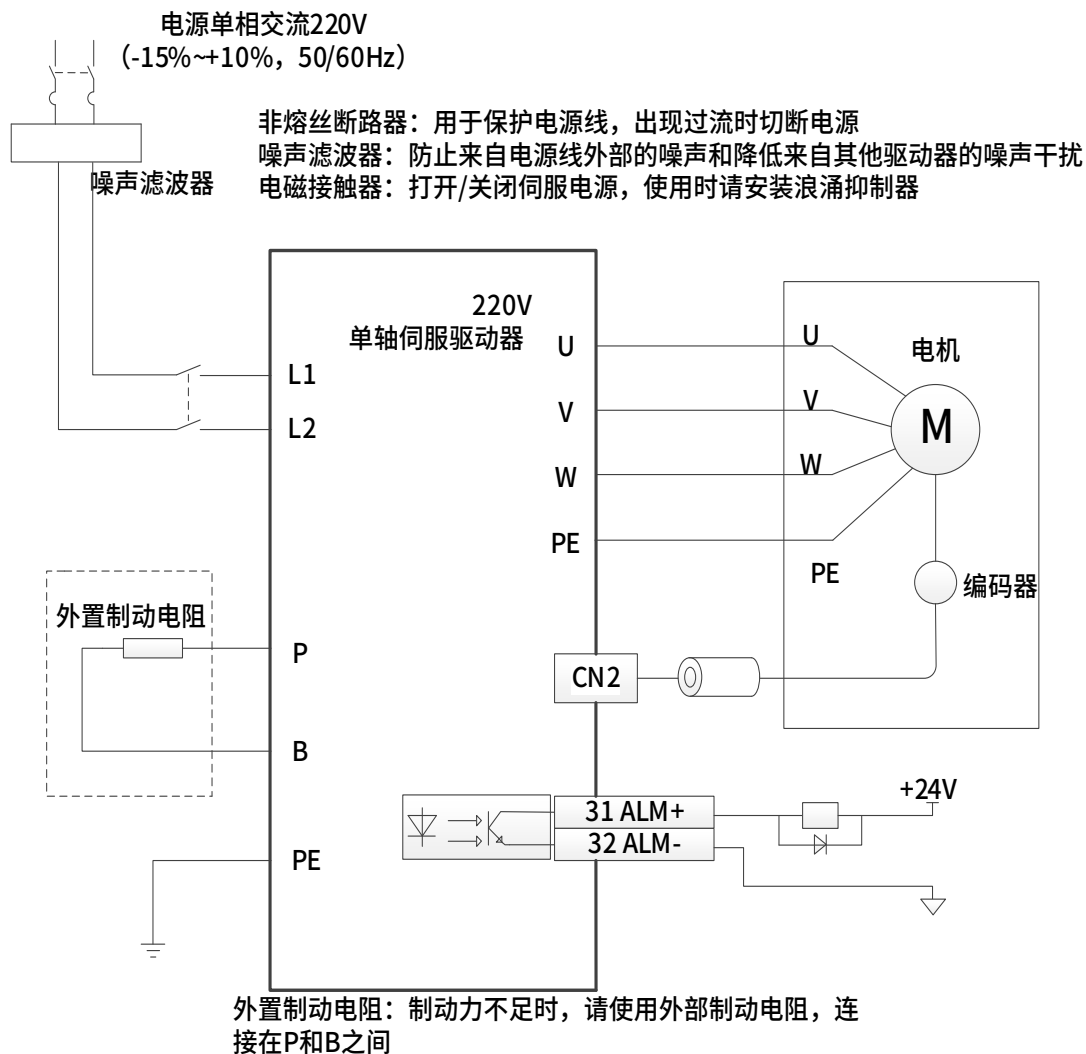 电源单相交流220V
（-15%~+10%，50/60Hz）
非熔丝断路器：用于保护电源线，出现过流时切断电源
噪声滤波器：防止来自电源线外部的噪声和降低来自其他驱动器的噪声干扰
电磁接触器：打开/关闭伺服电源，使用时请安装浪涌抑制器
噪声滤波器
220V
单轴伺服驱动器
L1
L2
U
V
W
PE
U
V
W
PE
电机
M
编码器
外置制动电阻
P
B
PE
CN2
31 ALM+
32 ALM-
+24V
外置制动电阻：制动力不足时，请使用外部制动电阻，连
接在P和B之间